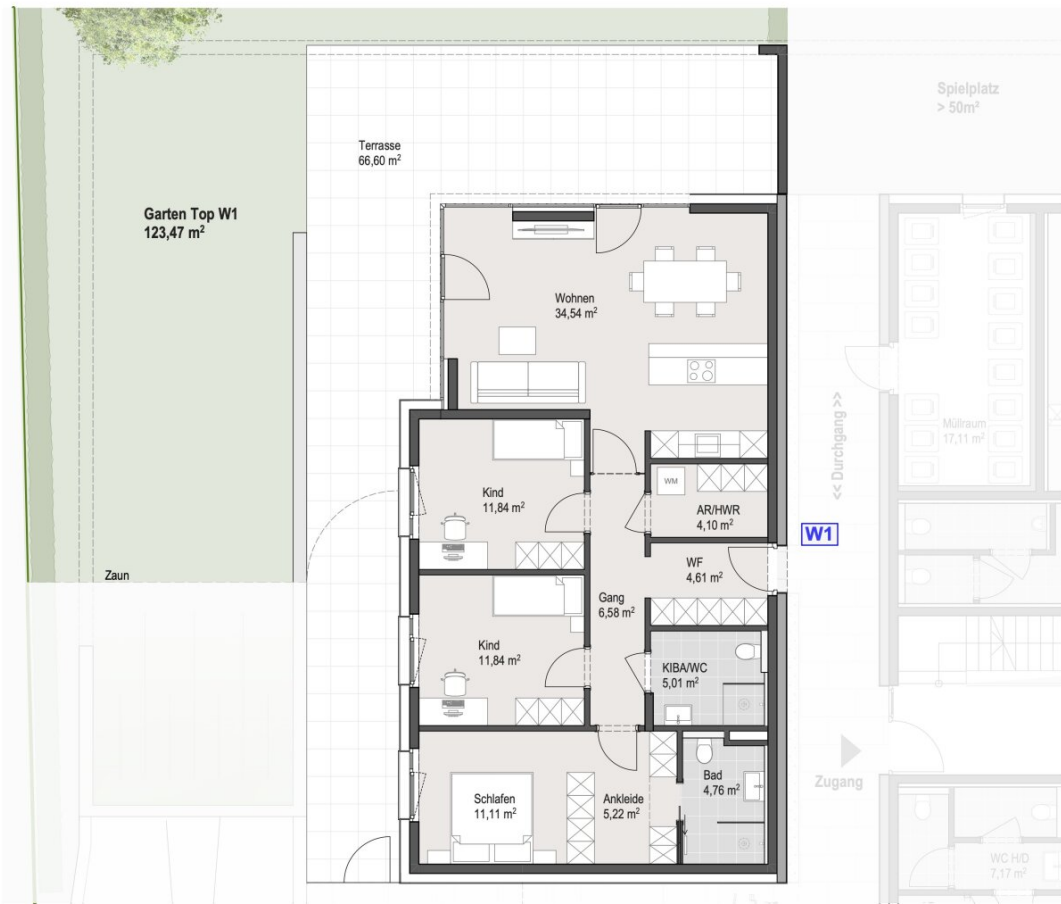 Spielplatz
> 50m²
Terrasse
66,60 m²
Garten Top W1
123,47 m²
Wohnen
34,54 m²
<< Durchgang >>
Müllraum
17,11 m²
Kind
11,84 m²
WM
AR/HWR
4,10 m²
W1
WF
4,61 m²
Zaun
Gang
6,58 m²
Kind
11,84 m²
KIBA/WC
5,01 m²
Schlafen
11,11 m²
Ankleide
5,22 m²
Bad
4,76 m²
Zugang
WC H/D
7,17 m²